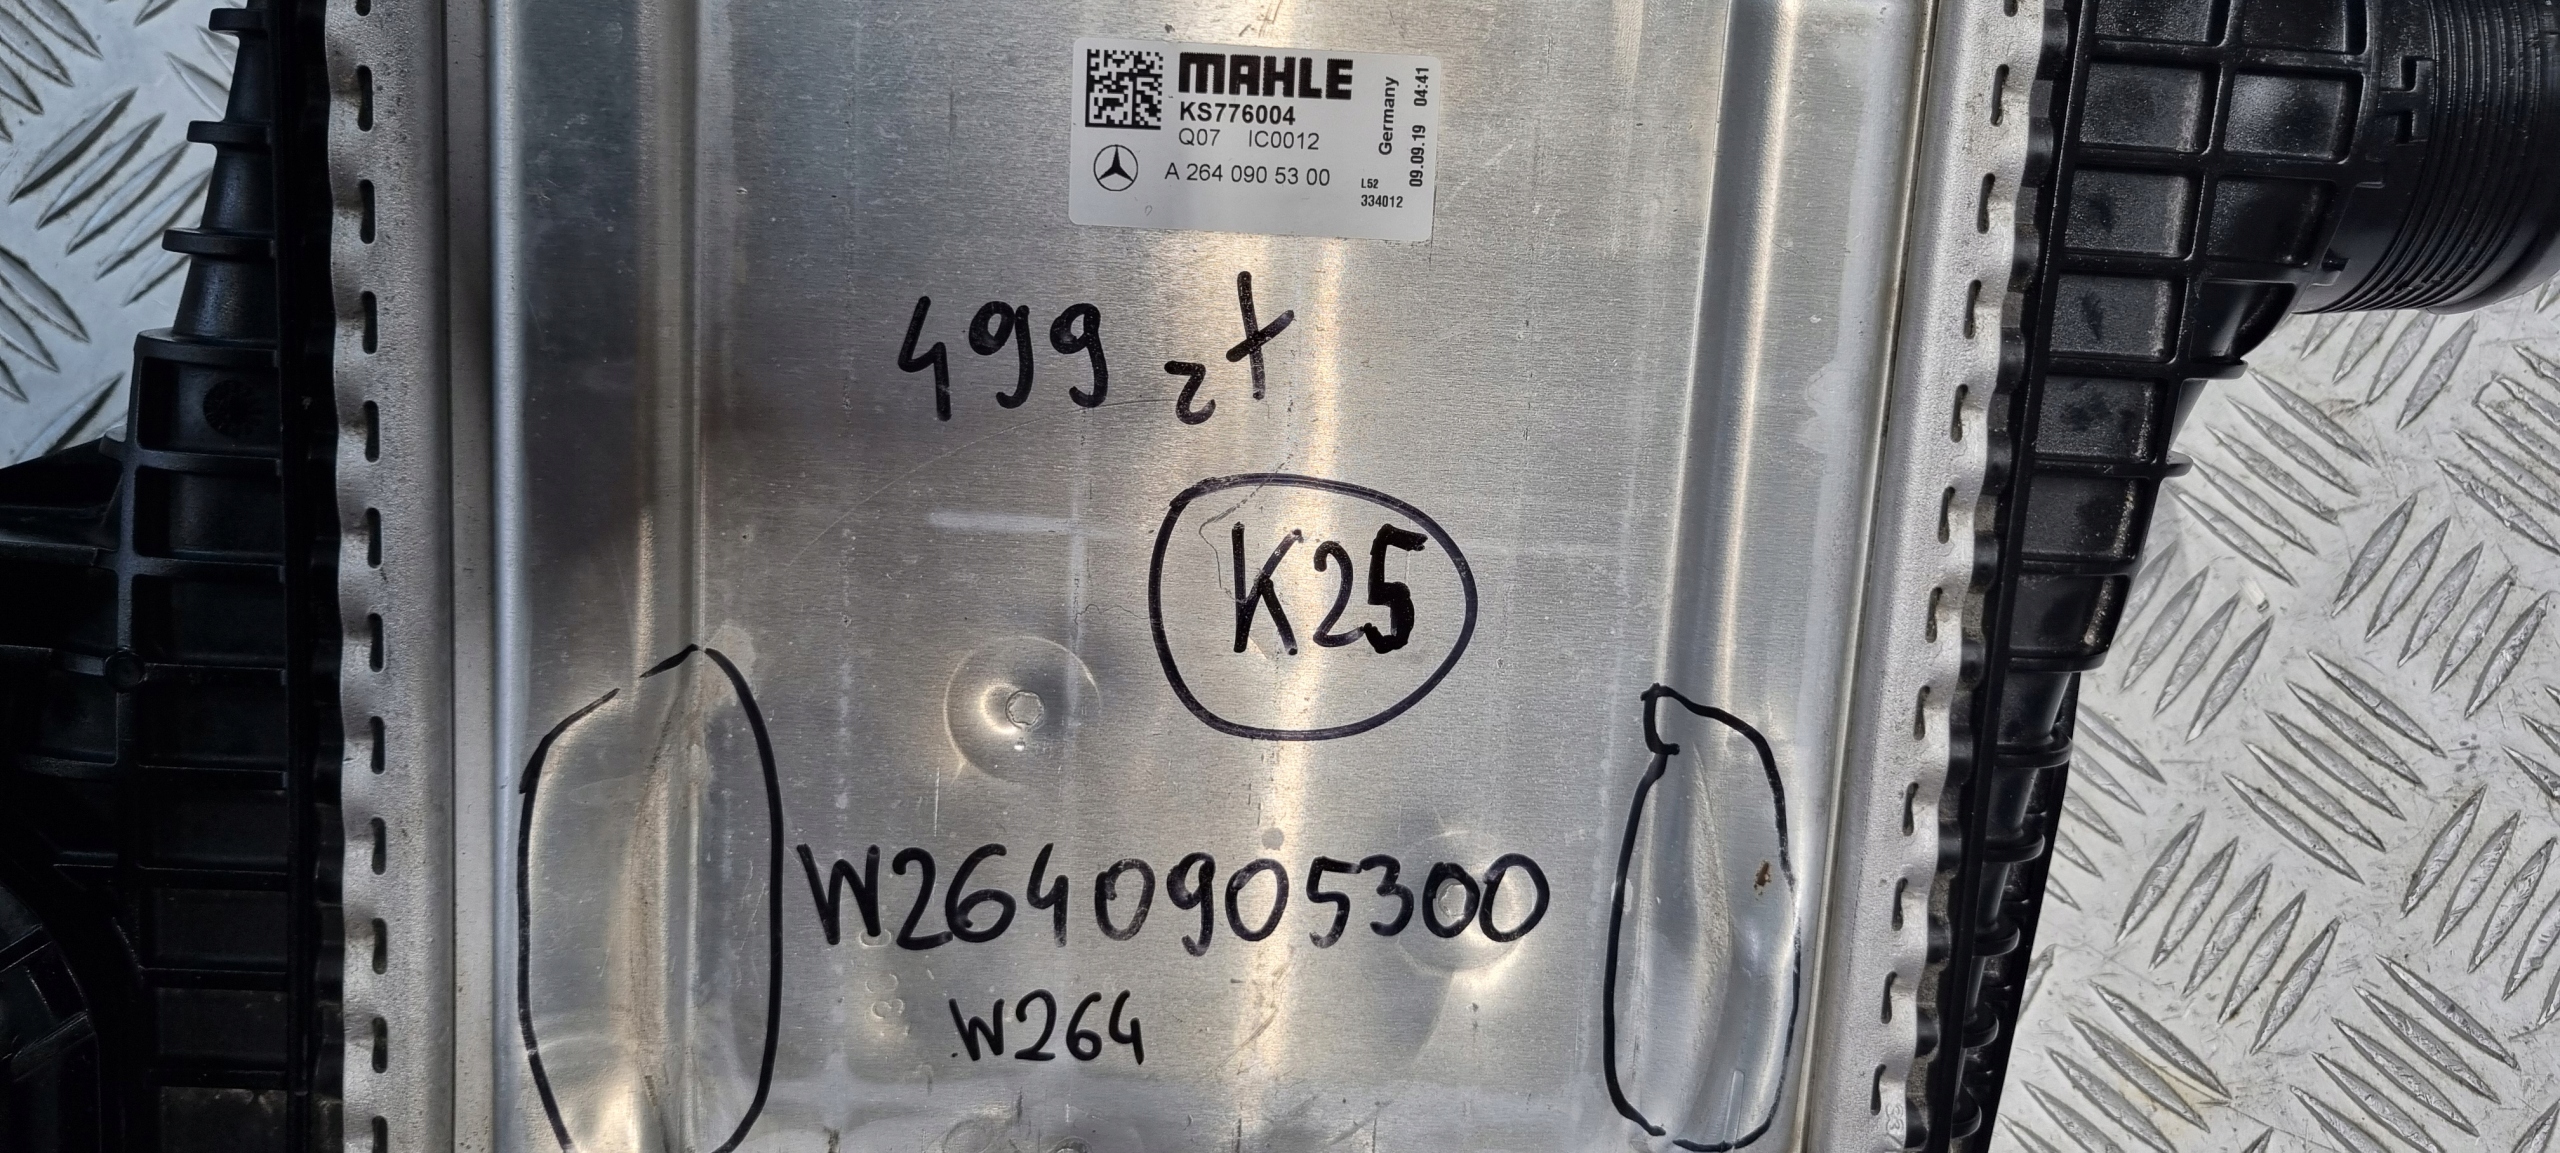 MAHLE
KS776004
Q07 IC0012
A 264 090 53 00
Germany
09.09.19 04:41
L52
334012
499 zł
K25
W2640905300
W264